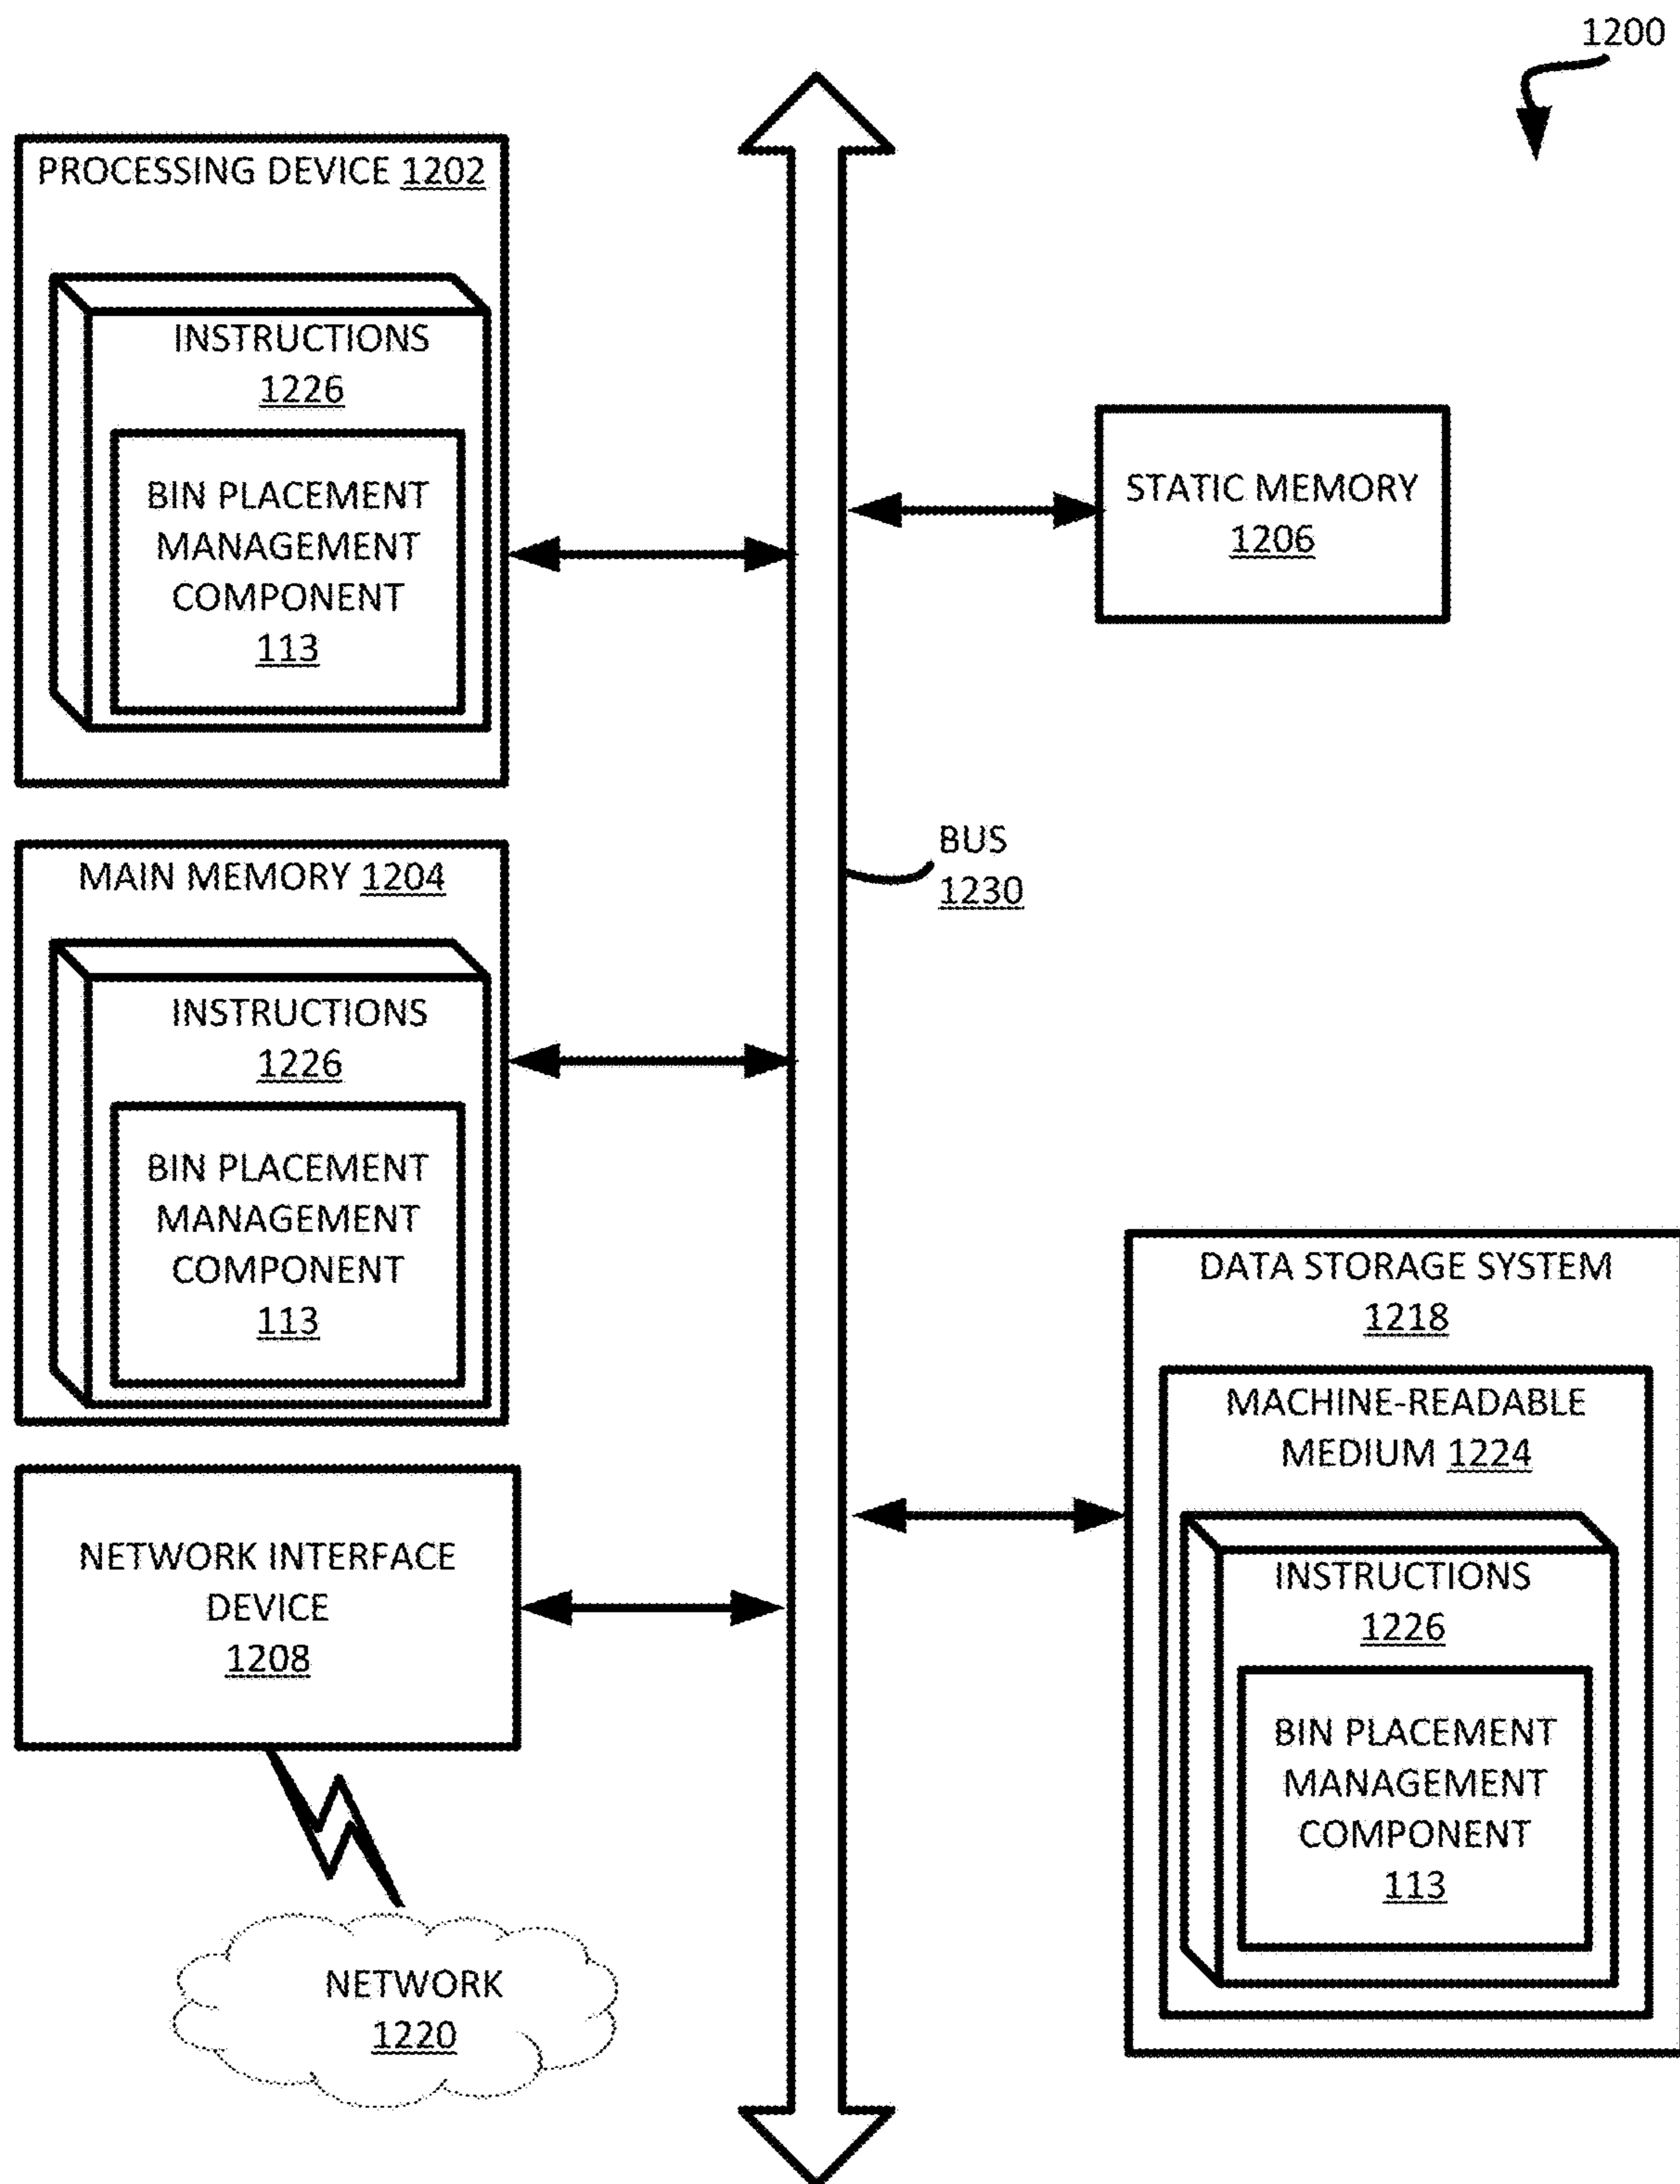 1200
PROCESSING DEVICE 1202
INSTRUCTIONS
1226
BIN PLACEMENT
MANAGEMENT
COMPONENT
113
STATIC MEMORY
1206
BUS
1230
MAIN MEMORY 1204
INSTRUCTIONS
1226
BIN PLACEMENT
MANAGEMENT
COMPONENT
113
DATA STORAGE SYSTEM
1218
MACHINE-READABLE
MEDIUM 1224
INSTRUCTIONS
1226
BIN PLACEMENT
MANAGEMENT
COMPONENT
113
NETWORK INTERFACE
DEVICE
1208
NETWORK
1220